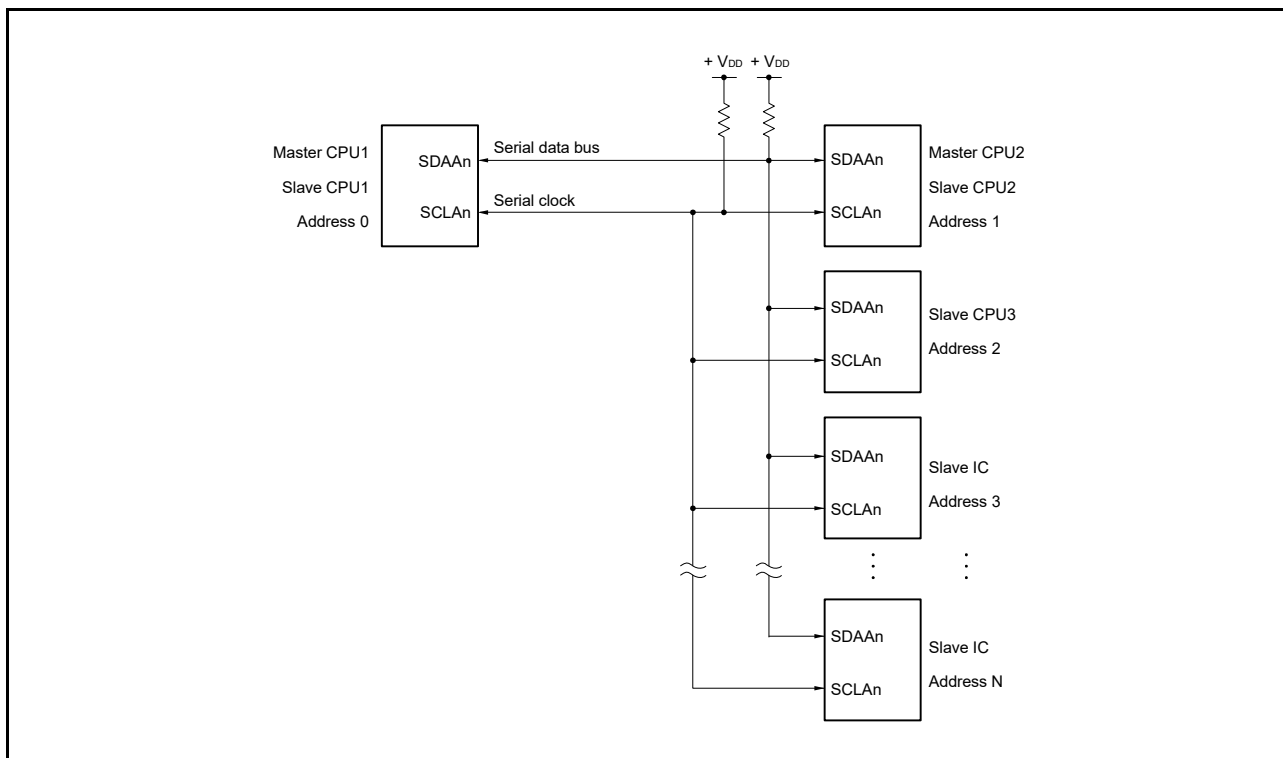 + VDD + VDD
Master CPU1
Slave CPU1
Address 0
SDAAn
SCLAn
Serial data bus
Serial clock
SDAAn
SCLAn
Master CPU2
Slave CPU2
Address 1
SDAAn
SCLAn
Slave CPU3
Address 2
SDAAn
SCLAn
Slave IC
Address 3
SDAAn
SCLAn
Slave IC
Address N